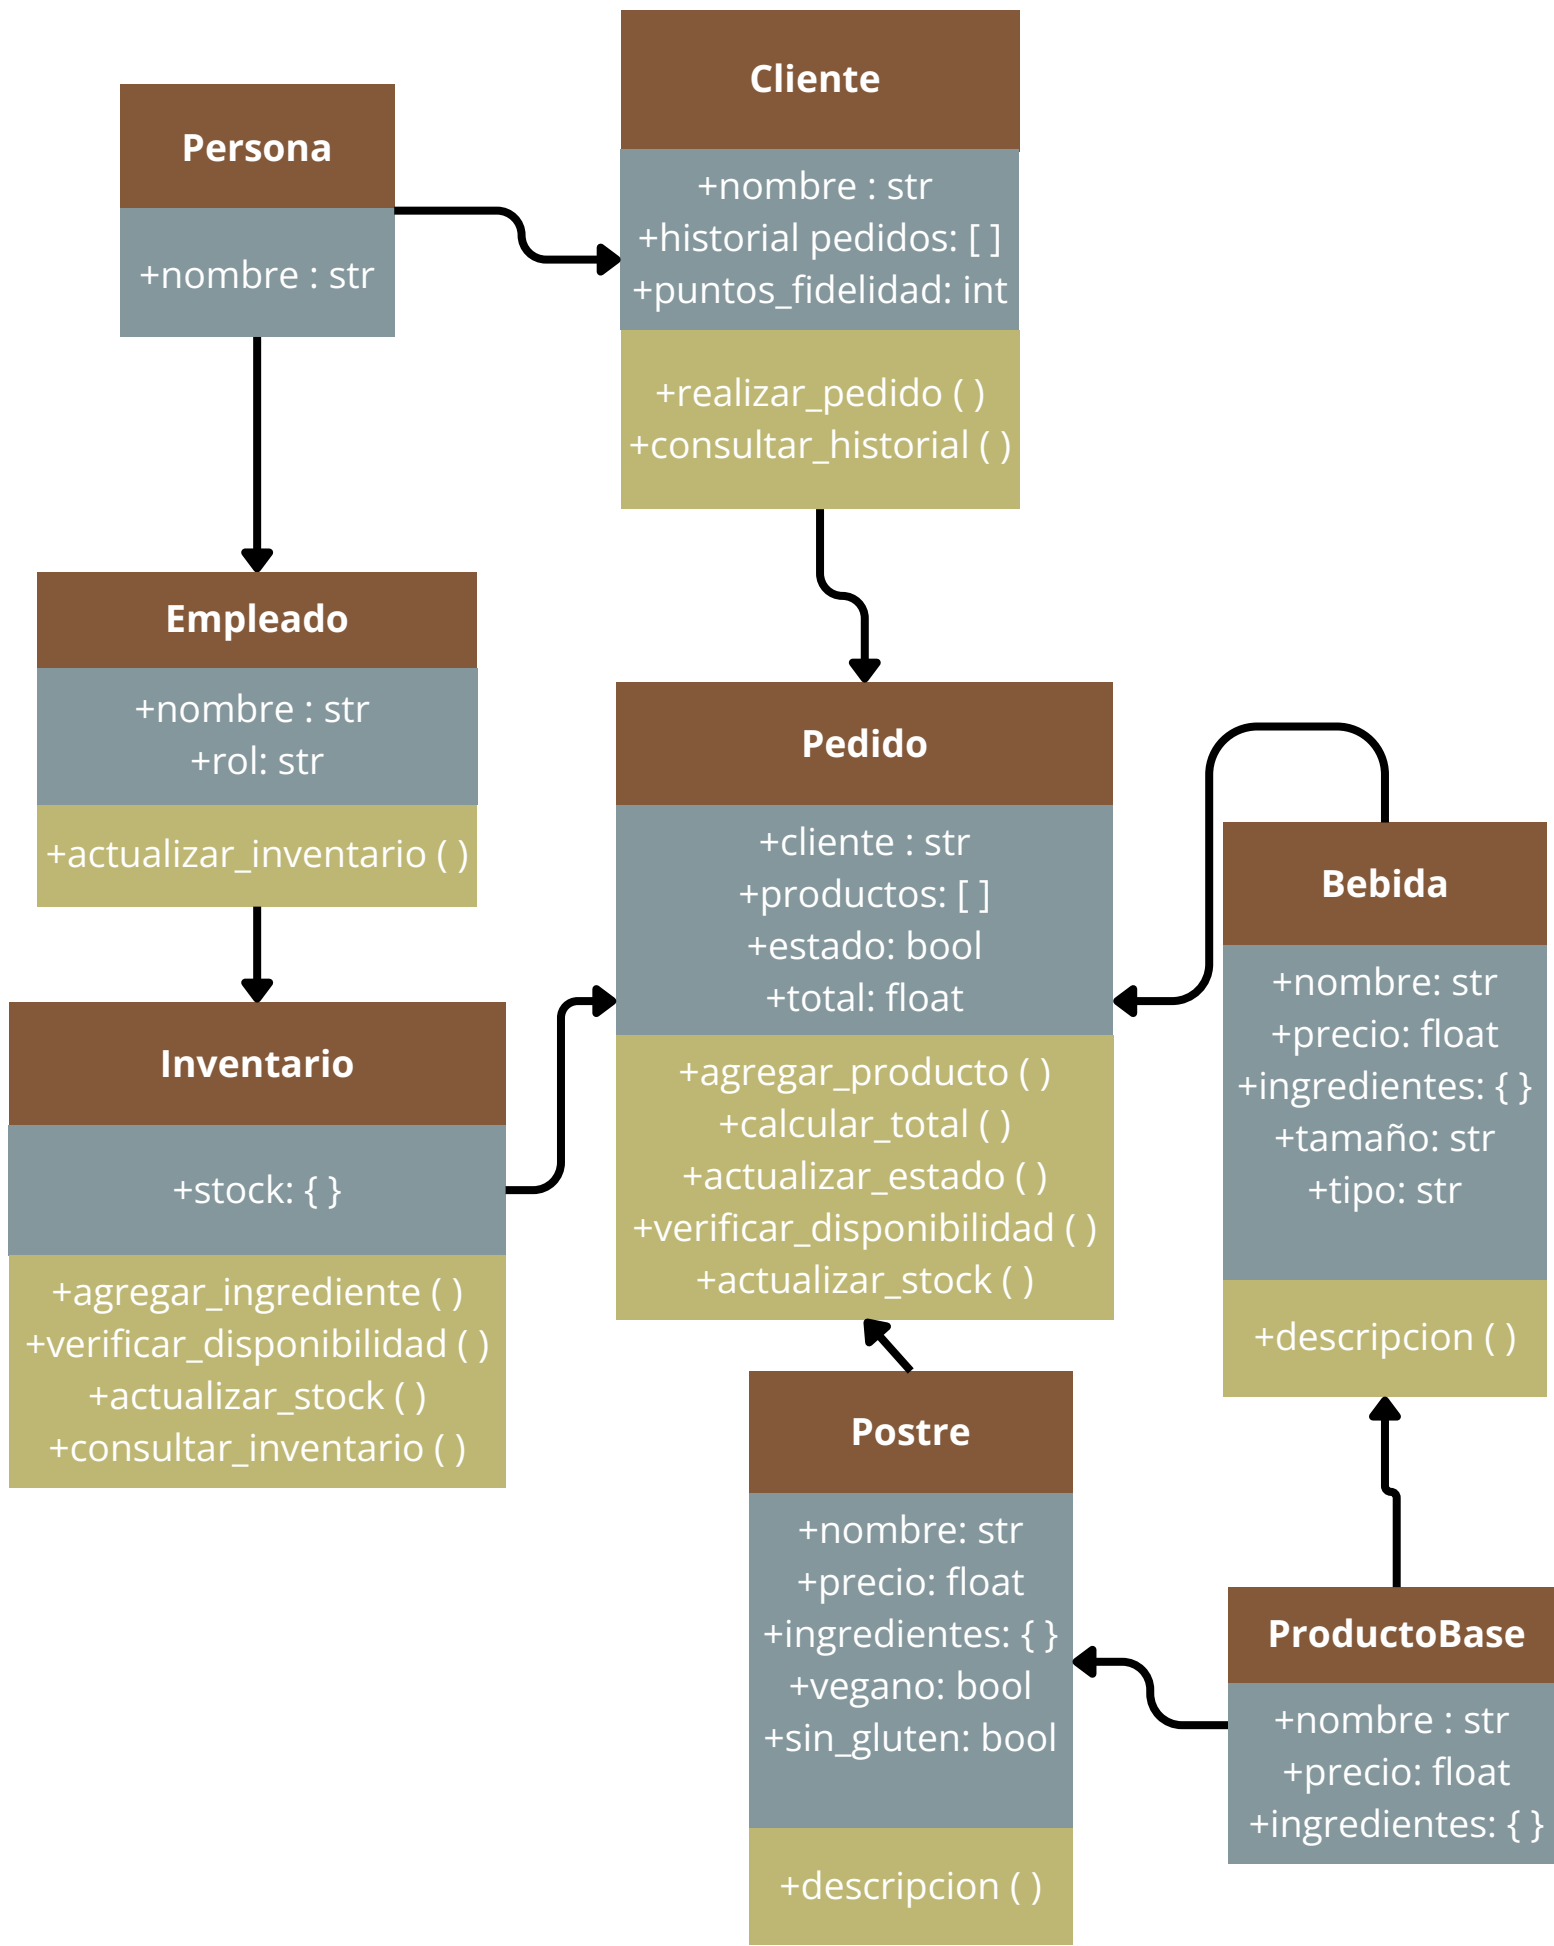 Persona
+nombre : str
Cliente
+nombre : str
+historial pedidos: [ ]
+puntos_fidelidad: int
+realizar_pedido ( )
+consultar_historial ( )
Empleado
+nombre : str
+rol: str
+actualizar_inventario ( )
Inventario
+stock: { }
+agregar_ingrediente ( )
+verificar_disponibilidad ( )
+actualizar_stock ( )
+consultar_inventario ( )
Pedido
+cliente : str
+productos: [ ]
+estado: bool
+total: float
+agregar_producto ( )
+calcular_total ( )
+actualizar_estado ( )
+verificar_disponibilidad ( )
+actualizar_stock ( )
Bebida
+nombre: str
+precio: float
+ingredientes: { }
+tamaño: str
+tipo: str
+descripcion ( )
Postre
+nombre: str
+precio: float
+ingredientes: { }
+vegano: bool
+sin_gluten: bool
+descripcion ( )
ProductoBase
+nombre : str
+precio: float
+ingredientes: { }